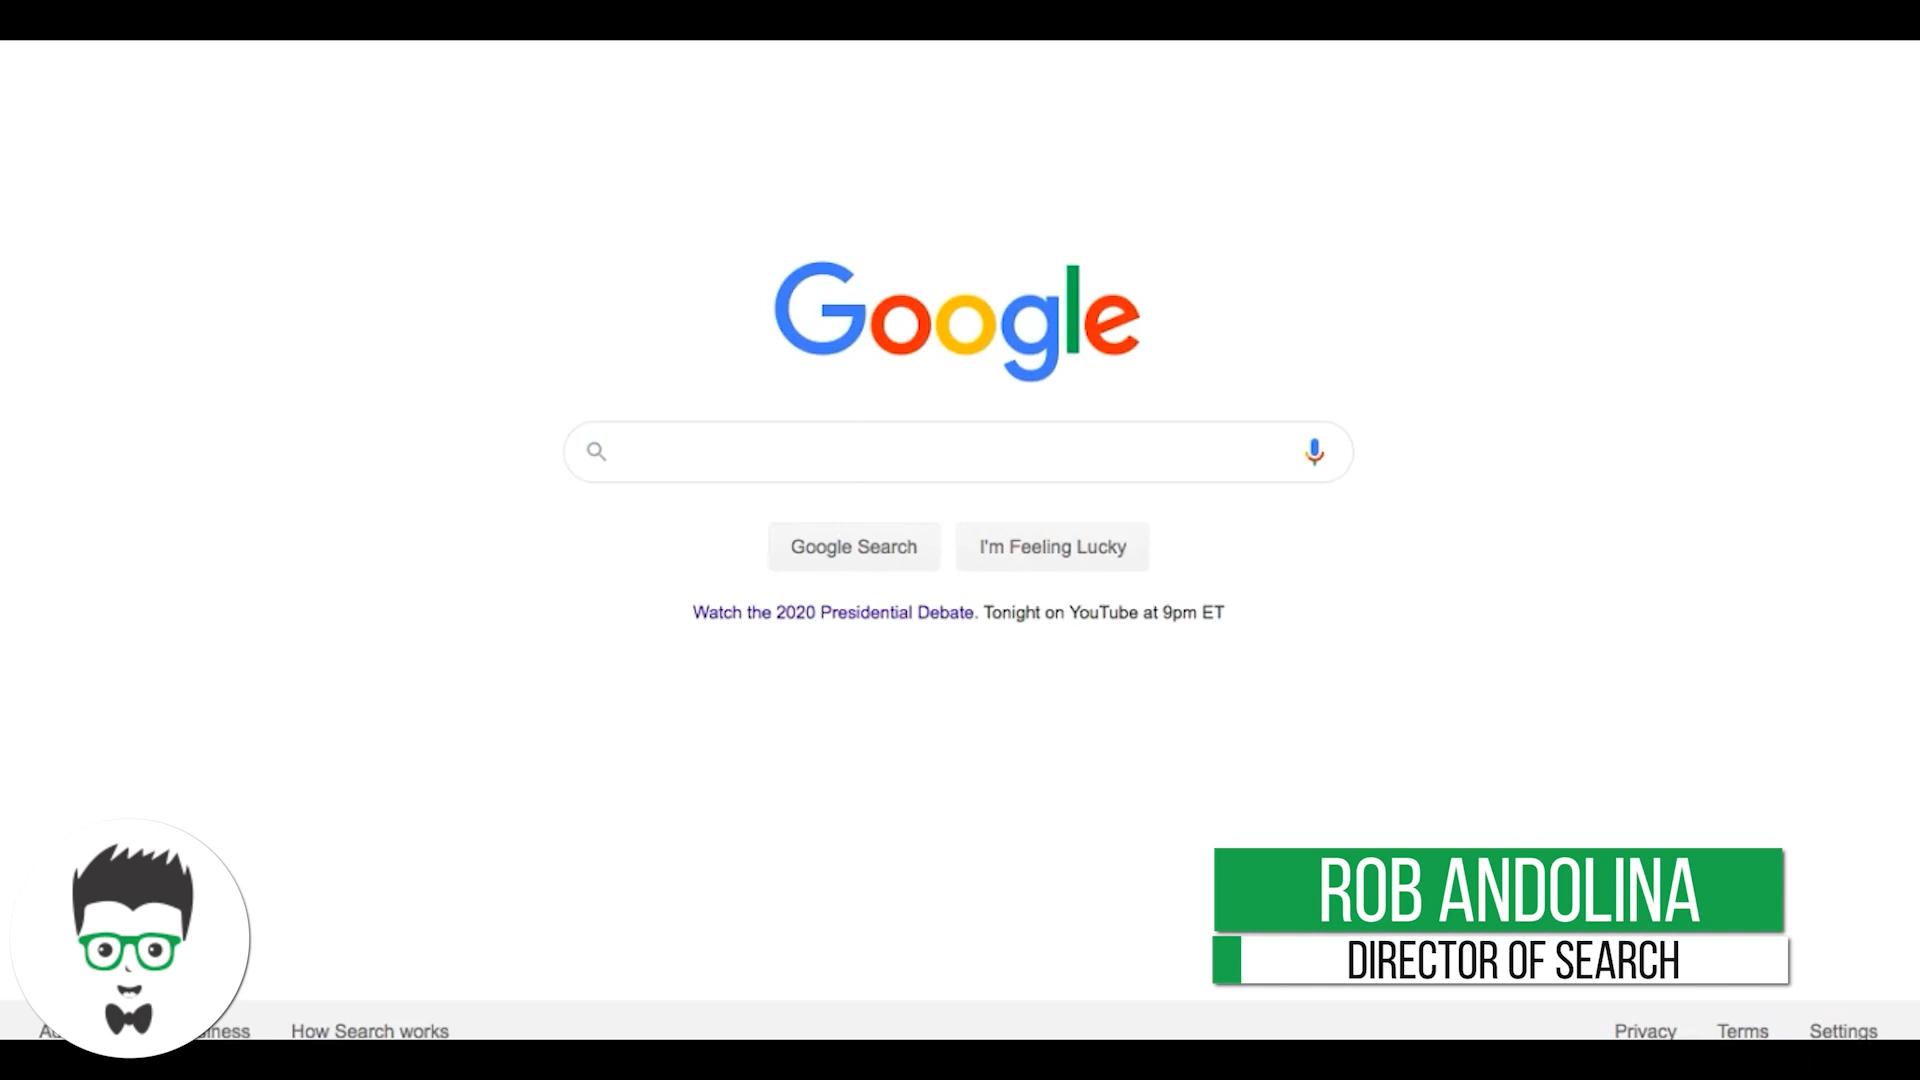 Google
Google Search
I'm Feeling Lucky
Watch the 2020 Presidential Debate. Tonight on YouTube at 9pm ET
ROB ANDOLINA
DIRECTOR OF SEARCH
How Search works
Privacy
Terms
Settings